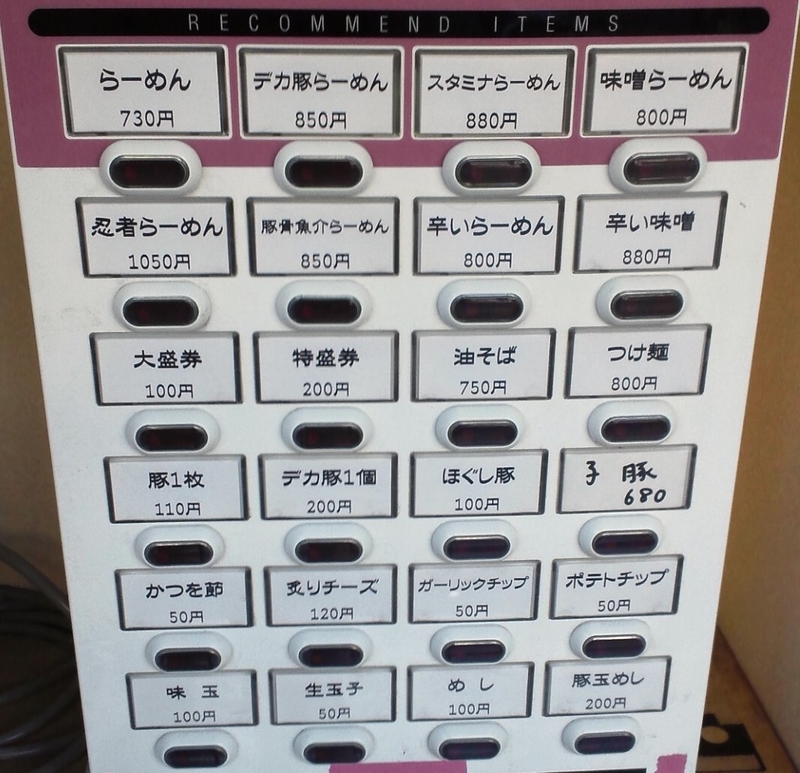 RECOMMEND ITEMS
らーめん
730円
デカ豚らーめん
850円
スタミナらーめん
880円
味噌らーめん
800円
忍者らーめん
1050円
豚骨魚介らーめん
850円
辛いらーめん
800円
辛い味噌
880円
大盛券
100円
特盛券
200円
油そば
750円
つけ麺
800円
豚1枚
110円
デカ豚1個
200円
ほぐし豚
100円
子 豚
680
かつを節
50円
炙りチーズ
120円
ガーリックチップ
50円
ポテトチップ
50円
味 玉
100円
生玉子
50円
め し
100円
豚玉めし
200円